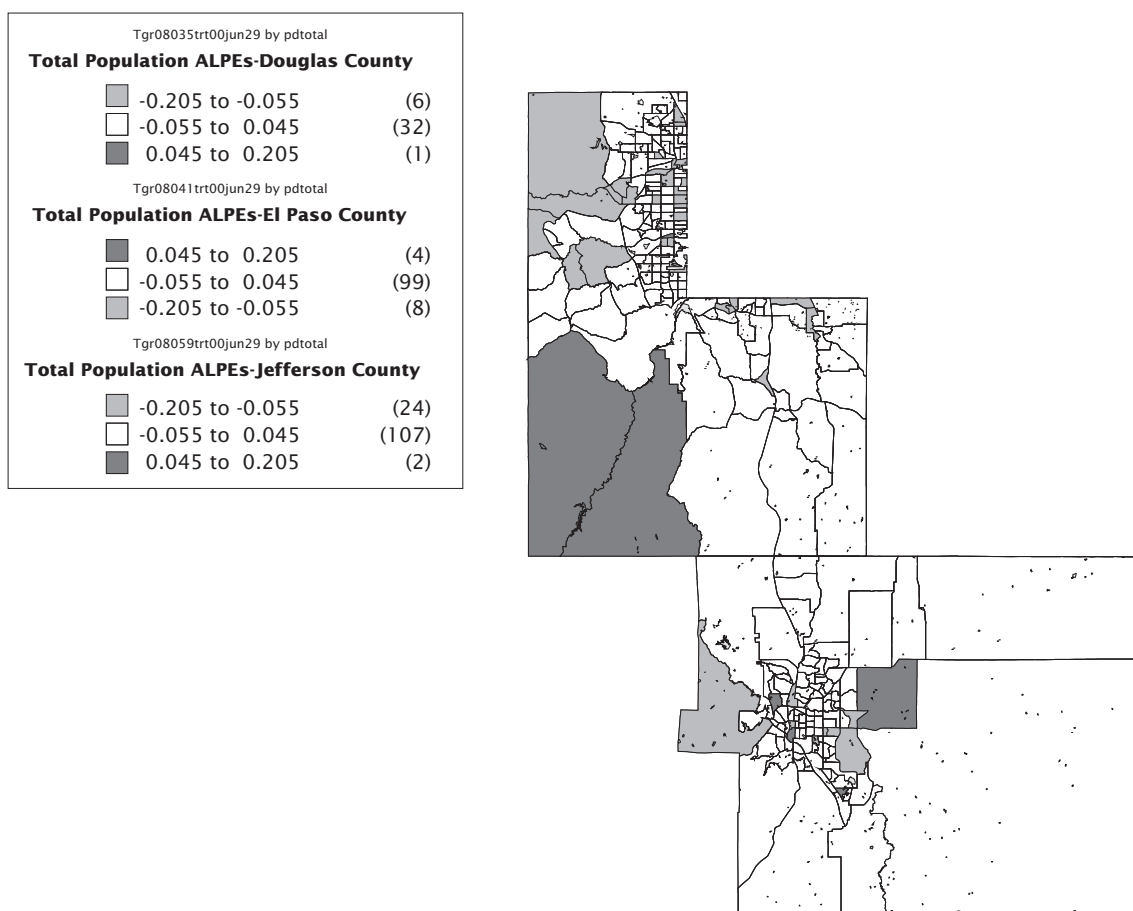 Tgr08035trt00jun29 by pdtotal
Total Population ALPEs-Douglas County
-0.205 to -0.055 (6)
-0.055 to 0.045 (32)
0.045 to 0.205 (1)
Tgr08041trt00jun29 by pdtotal
Total Population ALPEs-El Paso County
0.045 to 0.205 (4)
-0.055 to 0.045 (99)
-0.205 to -0.055 (8)
Tgr08059trt00jun29 by pdtotal
Total Population ALPEs-Jefferson County
-0.205 to -0.055 (24)
-0.055 to 0.045 (107)
0.045 to 0.205 (2)